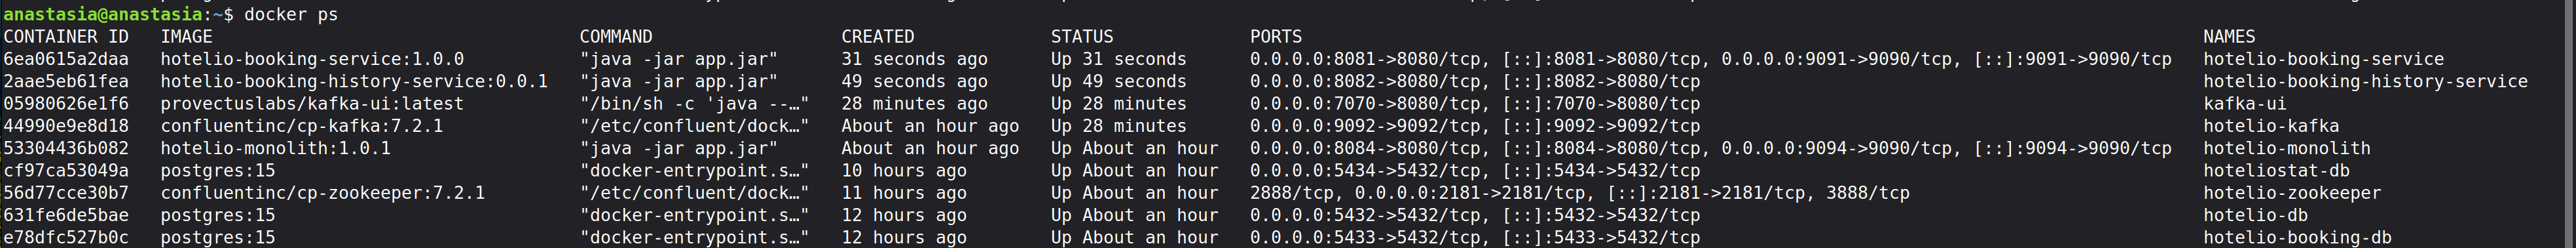 anastasia@anastasia:~$ docker ps
CONTAINER ID   IMAGE                                   COMMAND                  CREATED             STATUS             PORTS                                                                                      NAMES
6ea0615a2daa   hotelio-booking-service:1.0.0           "java -jar app.jar"      31 seconds ago      Up 31 seconds      0.0.0.0:8081->8080/tcp, [::]:8081->8080/tcp, 0.0.0.0:9091->9090/tcp, [::]:9091->9090/tcp   hotelio-booking-service
2aae5eb61fea   hotelio-booking-history-service:0.0.1   "java -jar app.jar"      49 seconds ago      Up 49 seconds      0.0.0.0:8082->8080/tcp, [::]:8082->8080/tcp                                                hotelio-booking-history-service
05980626e1f6   provectuslabs/kafka-ui:latest           "/bin/sh -c 'java --…"   28 minutes ago      Up 28 minutes      0.0.0.0:7070->8080/tcp, [::]:7070->8080/tcp                                                kafka-ui
44990e9e8d18   confluentinc/cp-kafka:7.2.1             "/etc/confluent/dock…"   About an hour ago   Up 28 minutes      0.0.0.0:9092->9092/tcp, [::]:9092->9092/tcp                                                hotelio-kafka
53304436b082   hotelio-monolith:1.0.1                  "java -jar app.jar"      About an hour ago   Up About an hour   0.0.0.0:8084->8080/tcp, [::]:8084->8080/tcp, 0.0.0.0:9094->9090/tcp, [::]:9094->9090/tcp   hotelio-monolith
cf97ca53049a   postgres:15                             "docker-entrypoint.s…"   10 hours ago        Up About an hour   0.0.0.0:5434->5432/tcp, [::]:5434->5432/tcp                                                hoteliostat-db
56d77cce30b7   confluentinc/cp-zookeeper:7.2.1         "/etc/confluent/dock…"   11 hours ago        Up About an hour   2888/tcp, 0.0.0.0:2181->2181/tcp, [::]:2181->2181/tcp, 3888/tcp                            hotelio-zookeeper
631fe6de5bae   postgres:15                             "docker-entrypoint.s…"   12 hours ago        Up About an hour   0.0.0.0:5432->5432/tcp, [::]:5432->5432/tcp                                                hotelio-db
e78dfc527b0c   postgres:15                             "docker-entrypoint.s…"   12 hours ago        Up About an hour   0.0.0.0:5433->5432/tcp, [::]:5433->5432/tcp                                                hotelio-booking-db